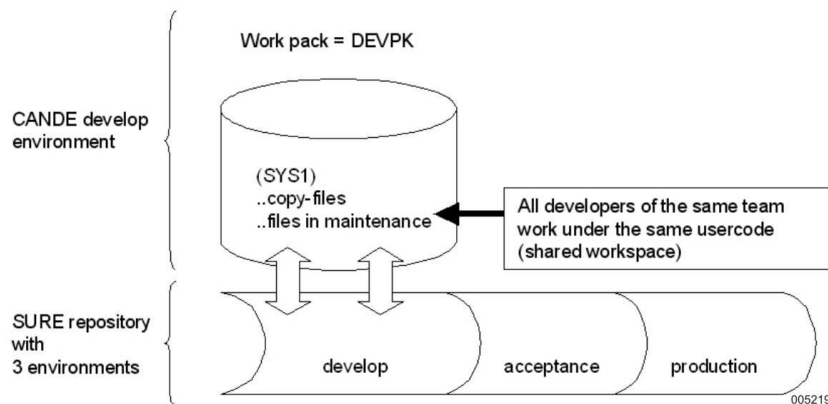 Work pack = DEVPK
CANDE develop
environment
(SYS1)
..copy-files
..files in maintenance
All developers of the same team
work under the same usercode
(shared workspace)
SURE repository
with
3 environments
develop
acceptance
production
005219